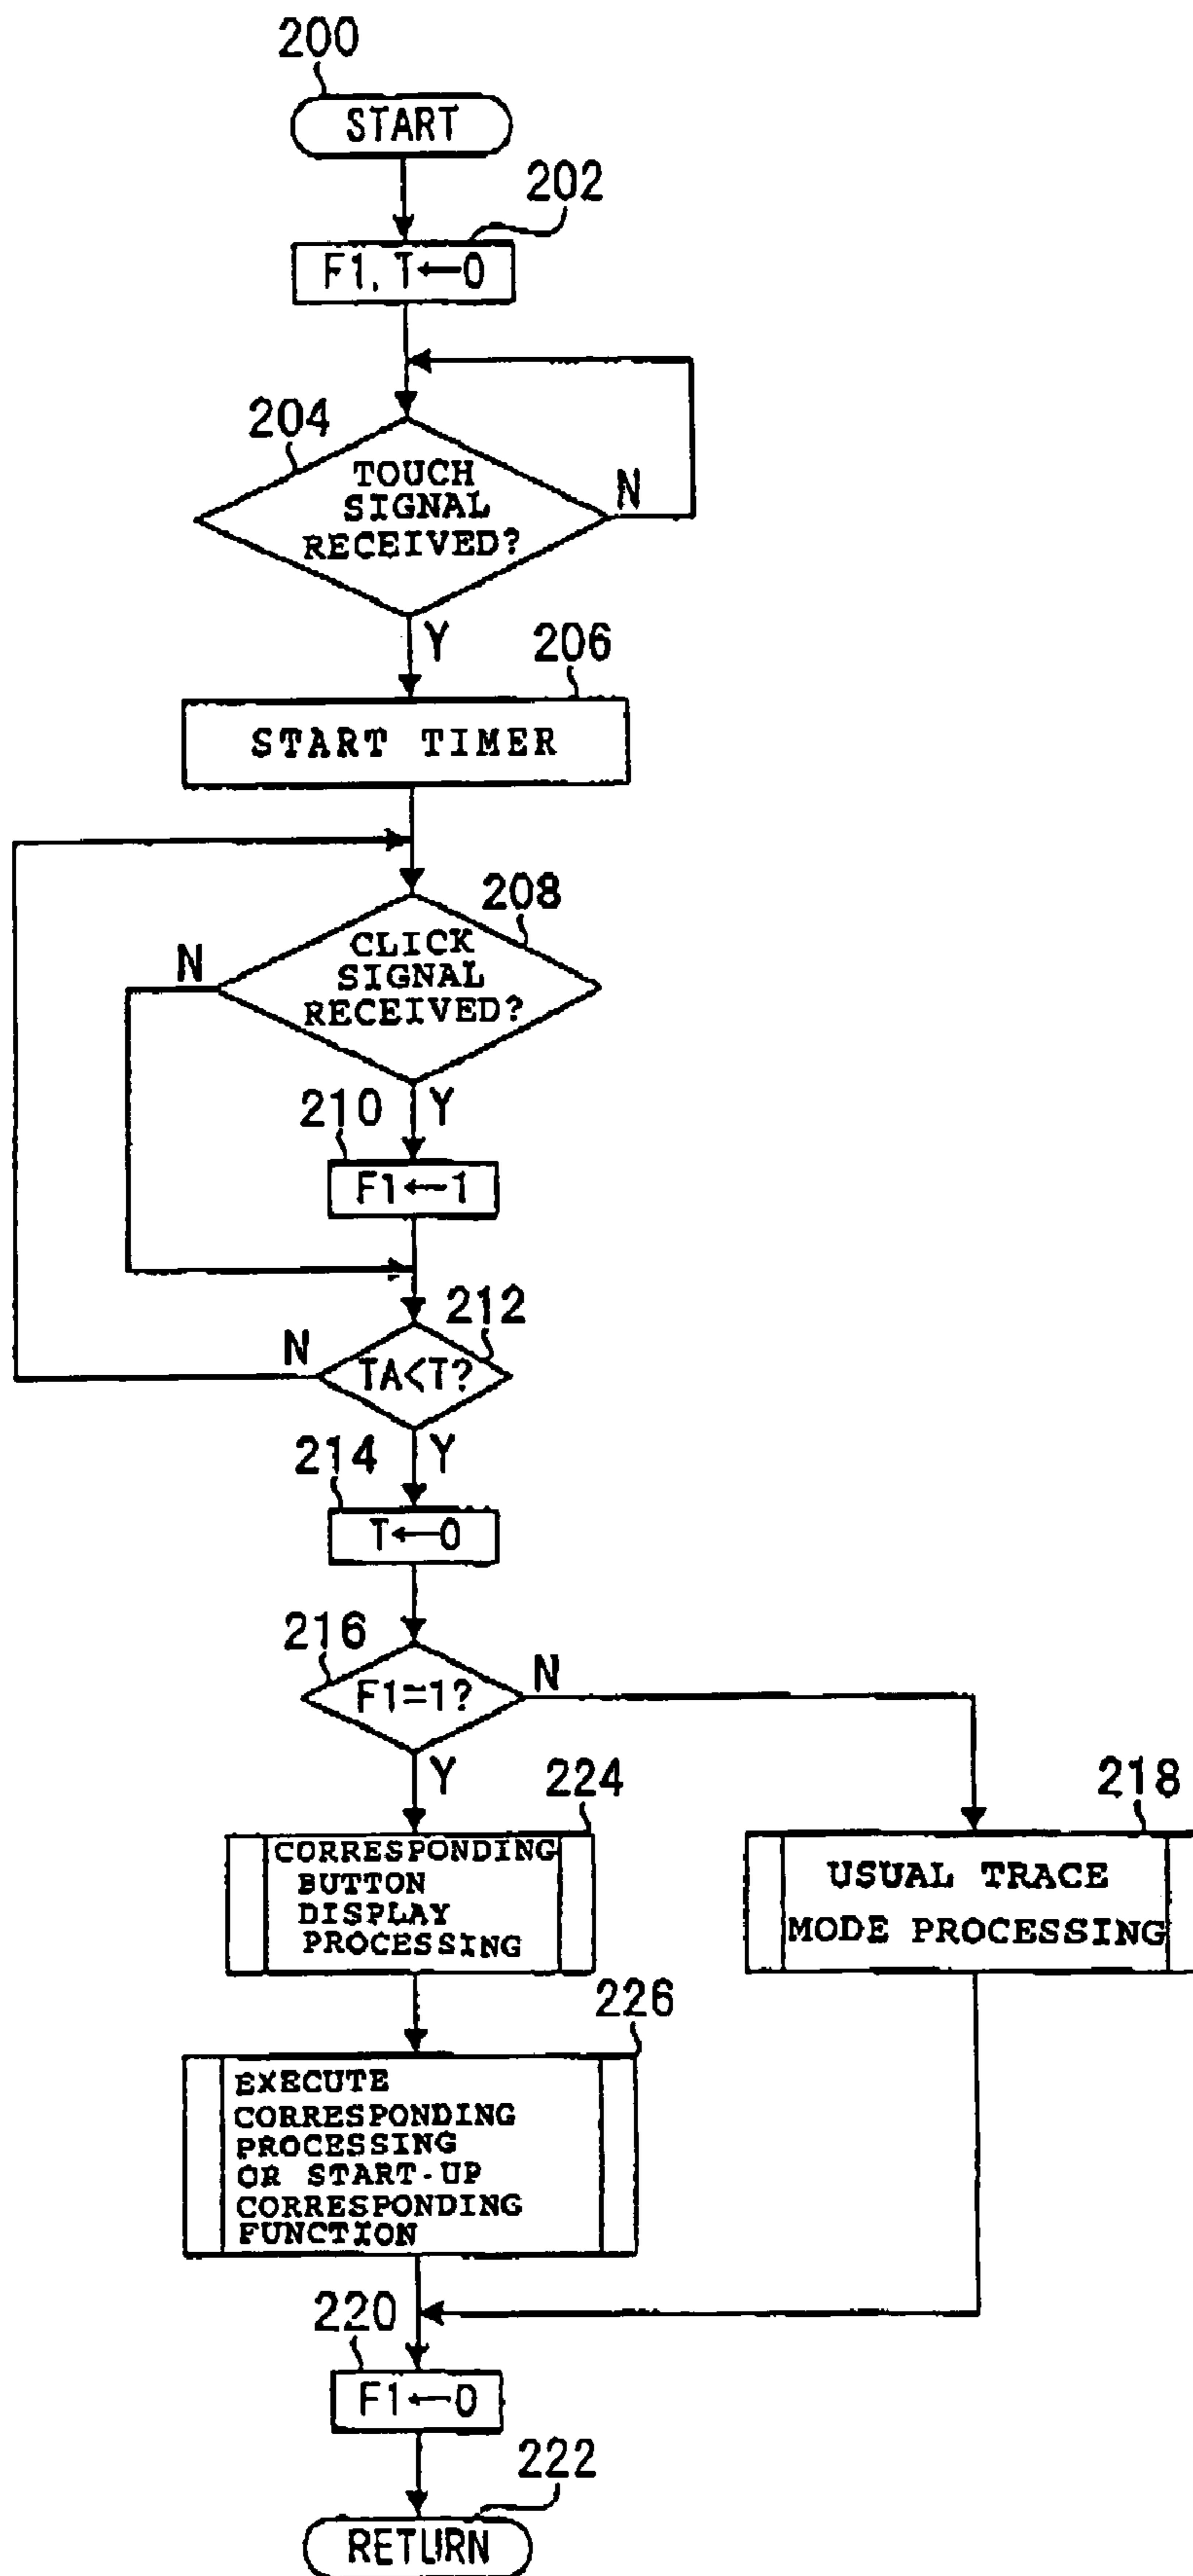 200
START
202
F1, T←0
204
TOUCH
SIGNAL
RECEIVED?
N
Y
206
START TIMER
208
CLICK
SIGNAL
RECEIVED?
N
210
Y
F1←1
212
N
TA<T?
214
Y
T←0
216
F1=1?
N
Y
224
218
CORRESPONDING
BUTTON
DISPLAY
PROCESSING
USUAL TRACE
MODE PROCESSING
226
EXECUTE
CORRESPONDING
PROCESSING
OR START-UP
CORRESPONDING
FUNCTION
220
F1←0
222
RETURN